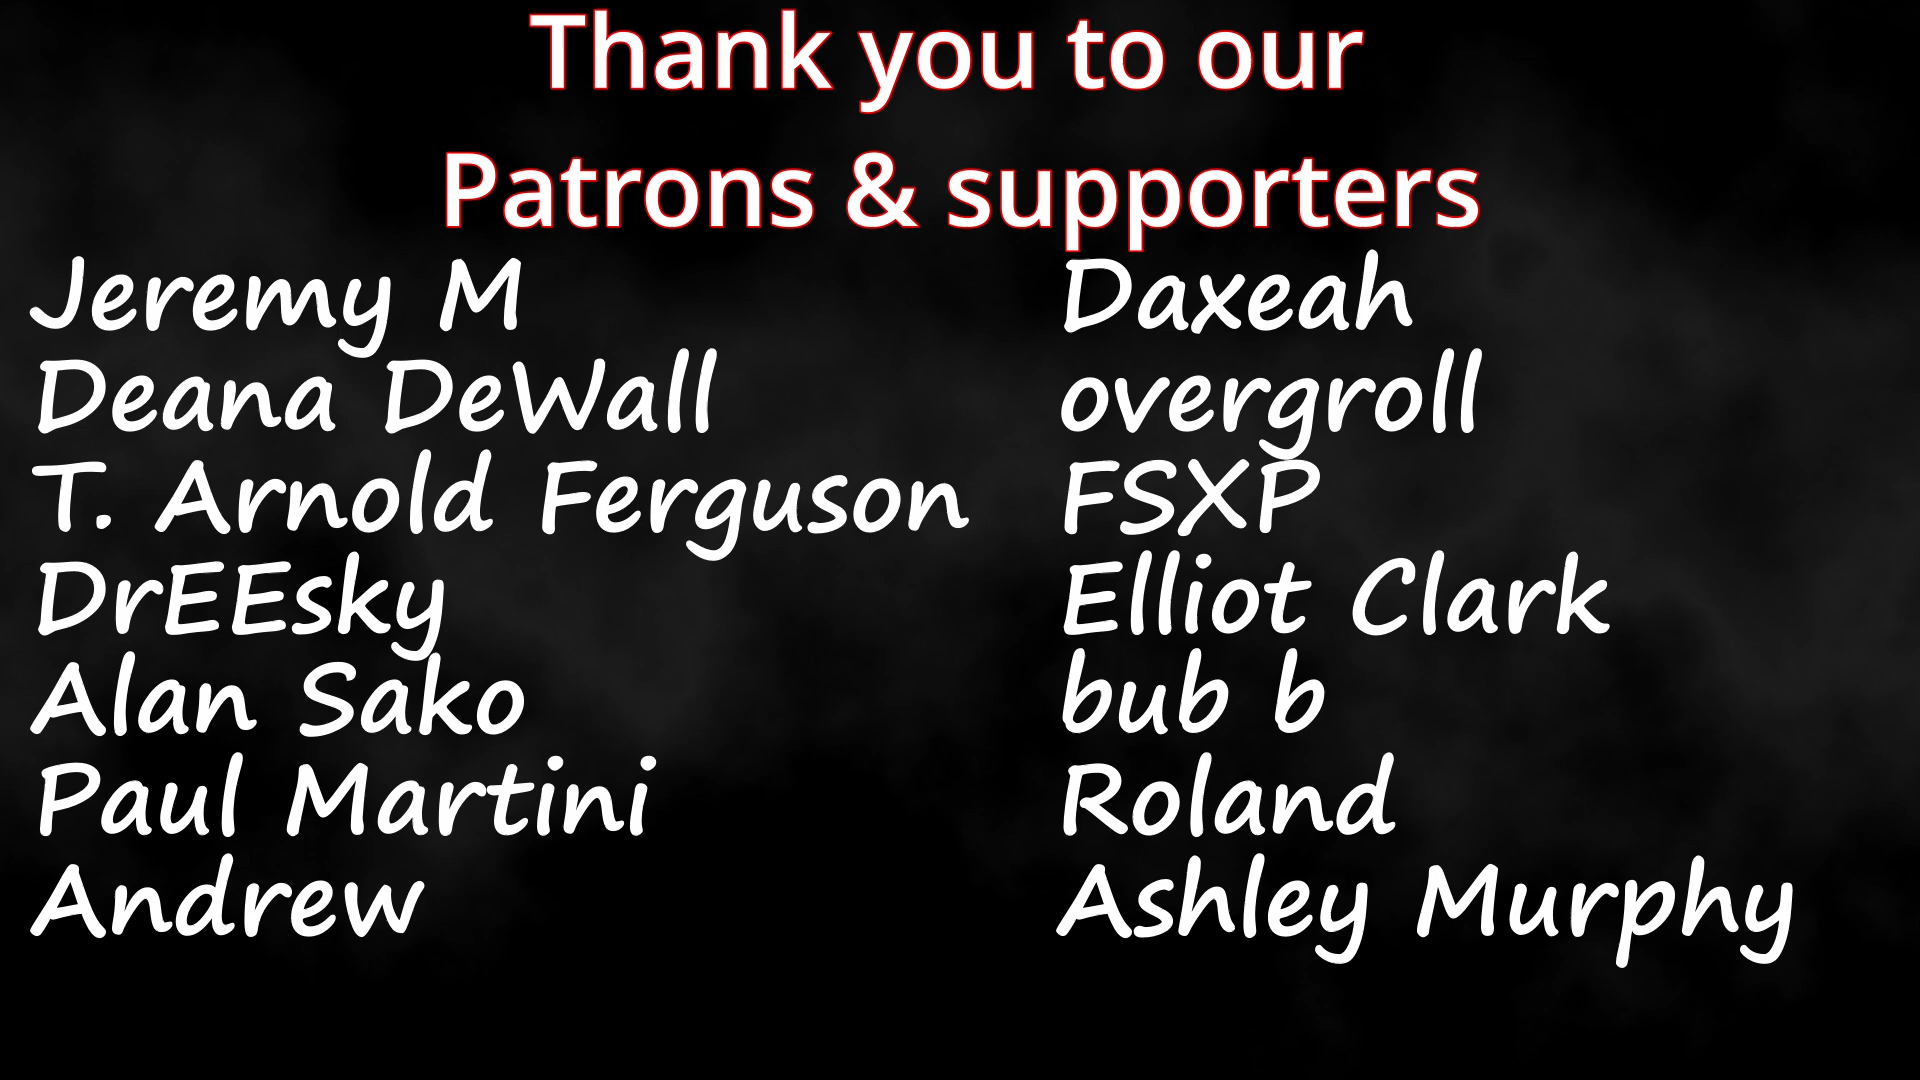 Thank you to our
Patrons & supporters
Jeremy M
Deana DeWall
T. Arnold Ferguson
DrEEsky
Alan Sako
Paul Martini
Andrew
Daxeah
overgroll
FSXP
Elliot Clark
bub b
Roland
Ashley Murphy